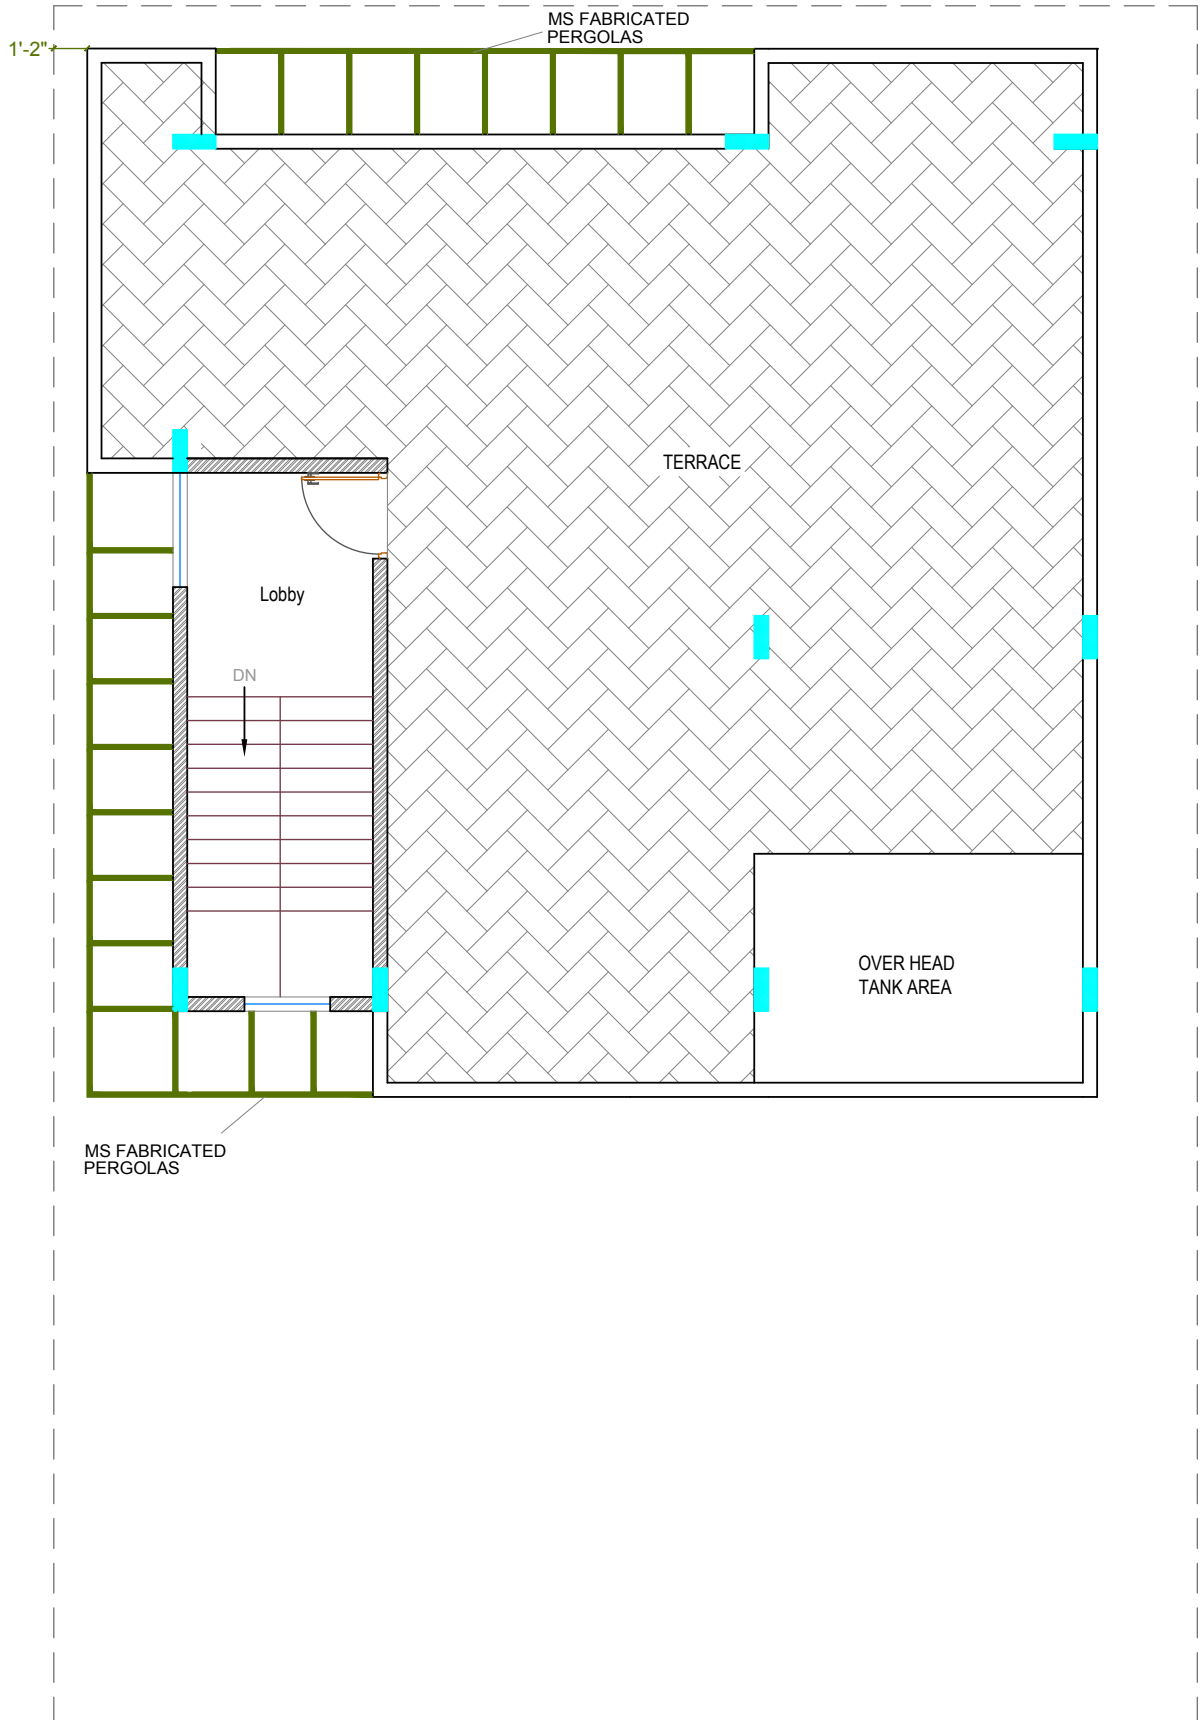 MS FABRICATED
PERGOLAS
1'-2"
TERRACE
Lobby
DN
OVER HEAD
TANK AREA
MS FABRICATED
PERGOLAS